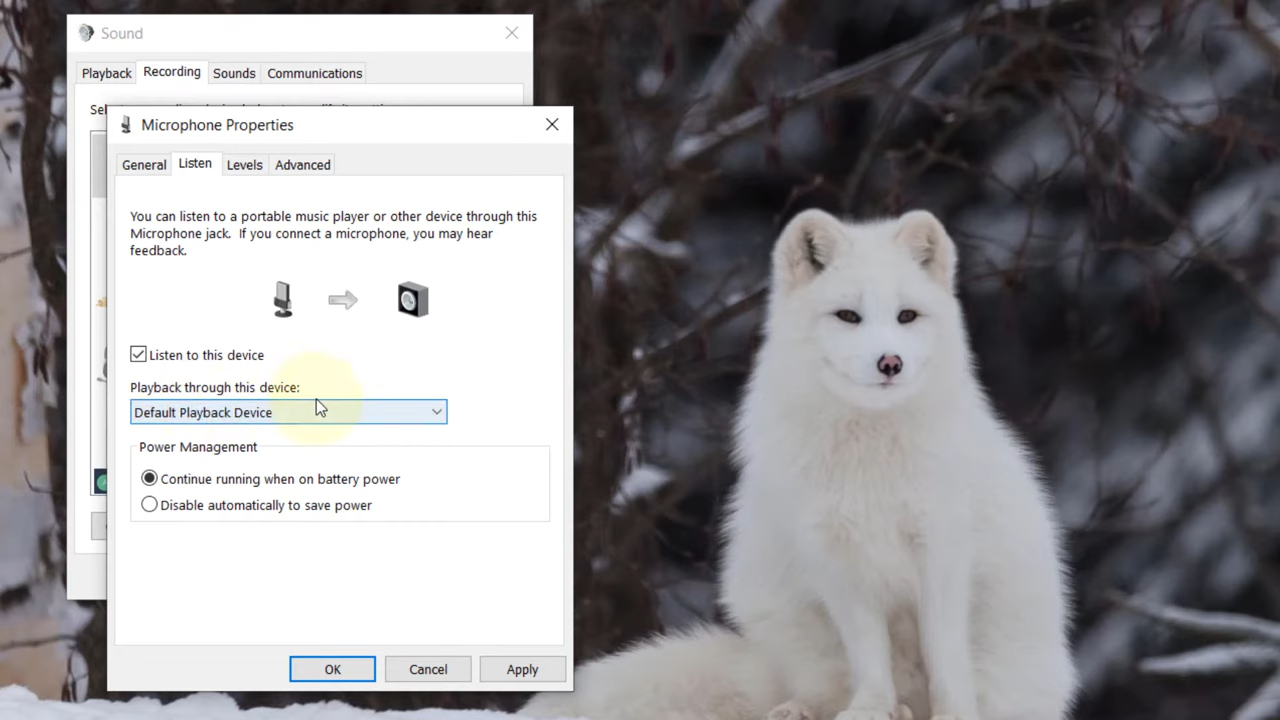 Sound
Playback
Recording
Sounds
Communications
Microphone Properties
General
Listen
Levels
Advanced
You can listen to a portable music player or other device through this
Microphone jack. If you connect a microphone, you may hear
feedback.
Listen to this device
Playback through this device:
Default Playback Device
Power Management
Continue running when on battery power
Disable automatically to save power
OK
Cancel
Apply